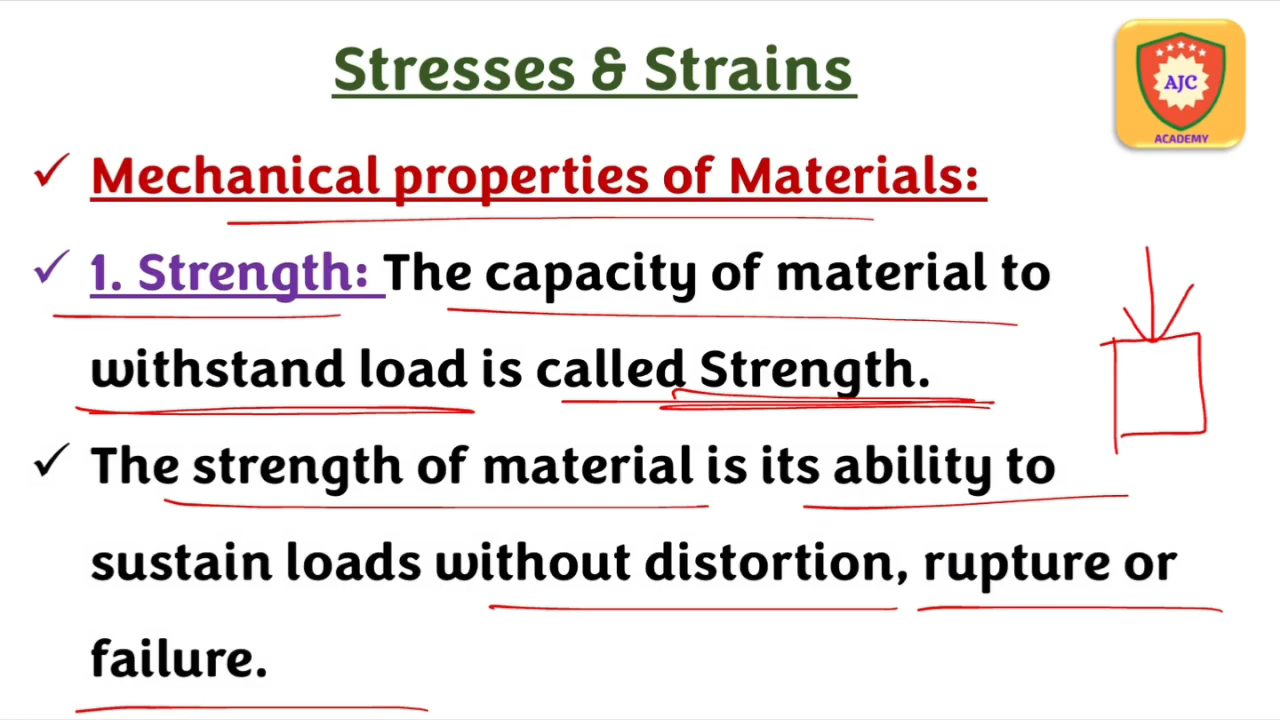 Stresses & Strains
AJC
ACADEMY
✓ Mechanical properties of Materials:
✓ 1. Strength: The capacity of material to
withstand load is called Strength.
✓ The strength of material is its ability to
sustain loads without distortion, rupture or
failure.